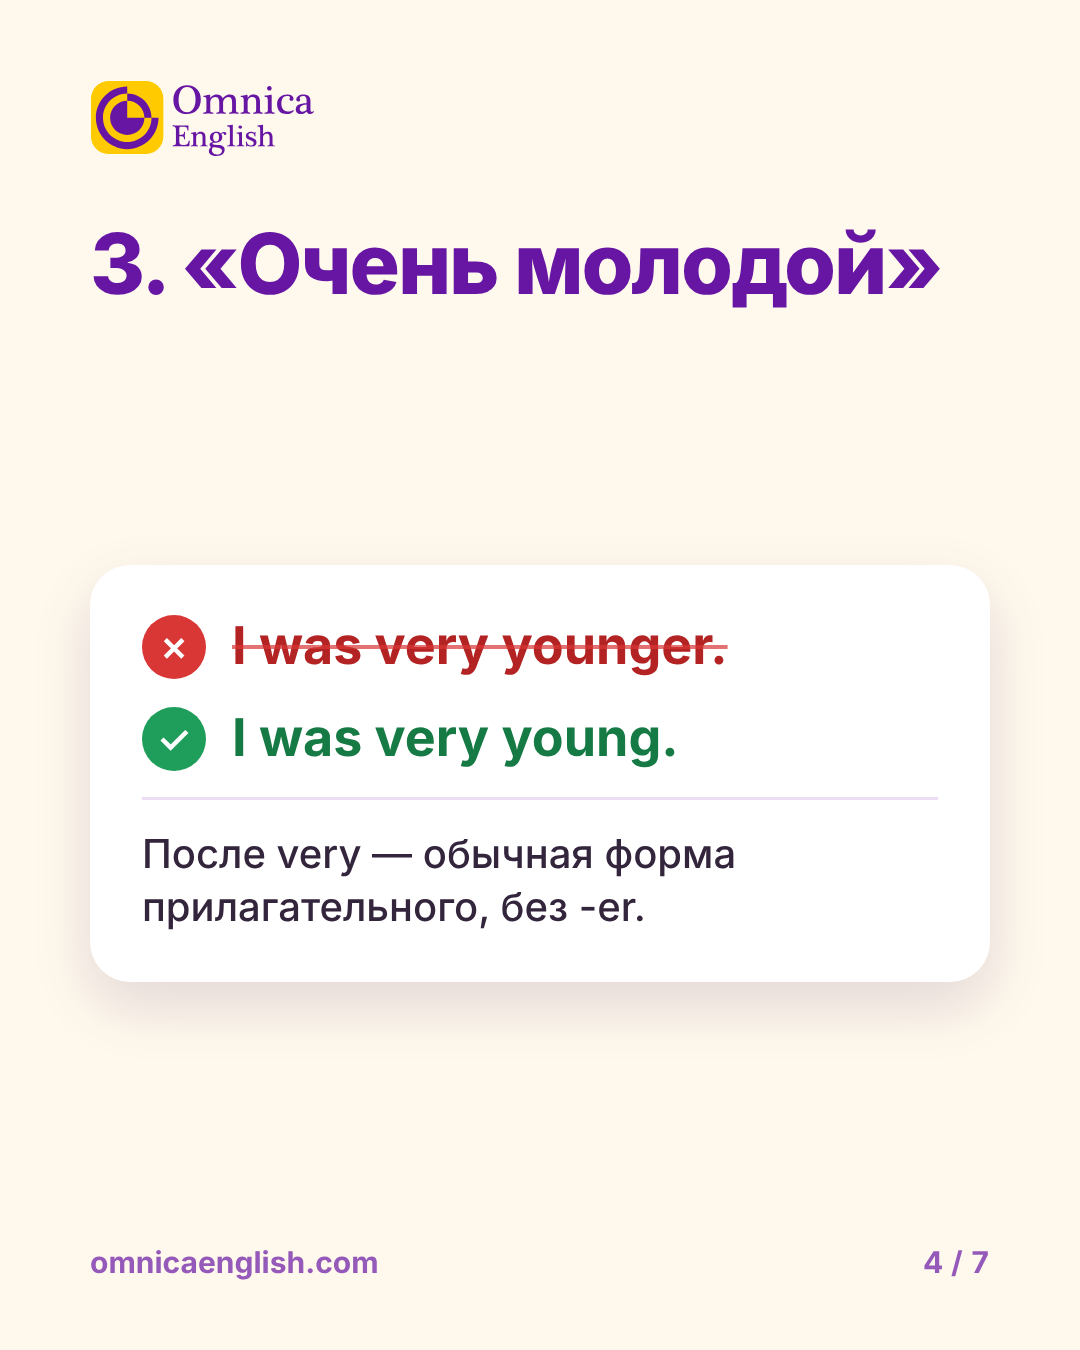 Omnica
English
3. «Очень молодой»
I was very younger.
I was very young.
После very — обычная форма
прилагательного, без -er.
omnicaenglish.com
4 / 7